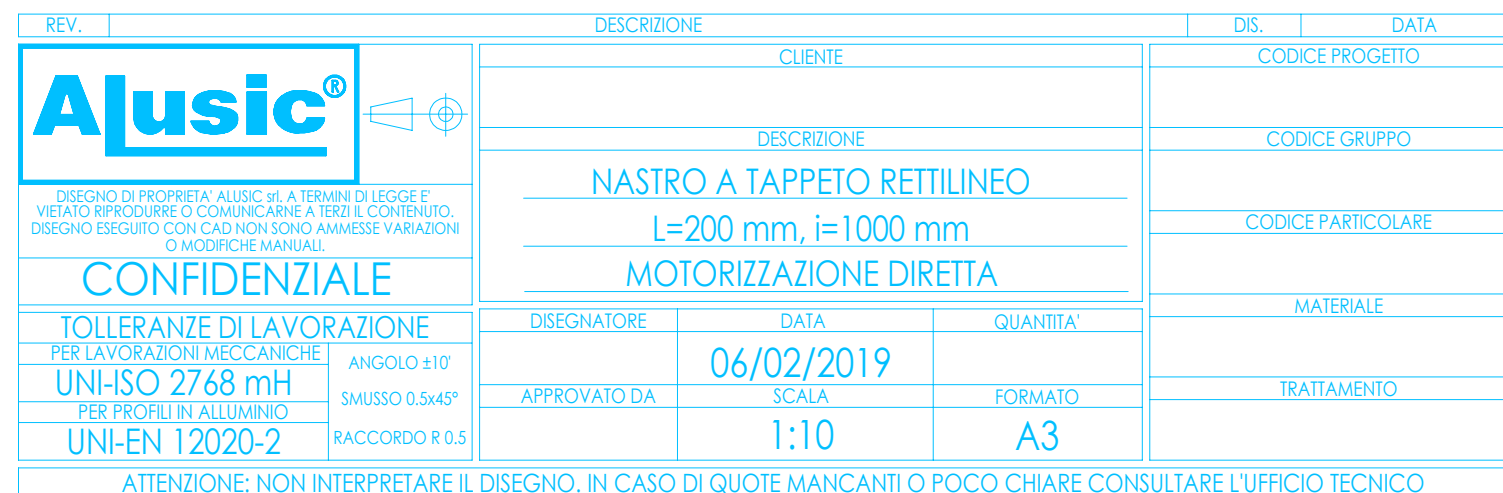 REV. DESCRIZIONE DIS. DATA
Alusic®
CLIENTE
CODICE PROGETTO
DESCRIZIONE
CODICE GRUPPO
NASTRO A TAPPETO RETTILINEO
L=200 mm, i=1000 mm
MOTORIZZAZIONE DIRETTA
DISEGNO DI PROPRIETA' ALUSIC srl. A TERMINI DI LEGGE E'
VIETATO RIPRODURRE O COMUNICARNE A TERZI IL CONTENUTO.
DISEGNO ESEGUITO CON CAD NON SONO AMMESSE VARIAZIONI
O MODIFICHE MANUALI.
CODICE PARTICOLARE
CONFIDENZIALE
MATERIALE
TOLLERANZE DI LAVORAZIONE
PER LAVORAZIONI MECCANICHE
UNI-ISO 2768 mH
PER PROFILI IN ALLUMINIO
UNI-EN 12020-2
ANGOLO ±10'
SMUSSO 0.5x45°
RACCORDO R 0.5
DISEGNATORE DATA QUANTITA'
06/02/2019
APPROVATO DA SCALA FORMATO
1:10 A3
TRATTAMENTO
ATTENZIONE: NON INTERPRETARE IL DISEGNO. IN CASO DI QUOTE MANCANTI O POCO CHIARE CONSULTARE L'UFFICIO TECNICO